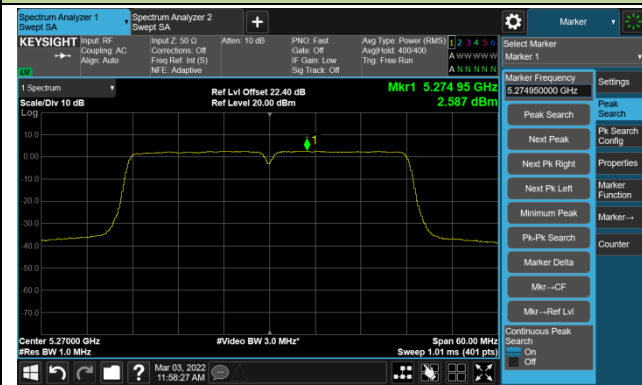 Spectrum Analyzer 1
Swept SA
Spectrum Analyzer 2
Swept SA
+
Marker
KEYSIGHT
Input: RF
Coupling: AC
Align: Auto
Input Z: 50 Ω
Corrections: Off
Freq Ref: Int (S)
NFE: Adaptive
Atten: 10 dB
PNO: Fast
Gate: Off
IF Gain: Low
Sig Track: Off
Avg Type: Power (RMS)
Avg|Hold: 400/400
Trig: Free Run
1 2 3 4 5 6
A W W W W W
A N N N N N
Select Marker
Marker 1
1 Spectrum
Scale/Div 10 dB
Ref Lvl Offset 22.40 dB
Ref Level 20.00 dBm
Mkr1 5.274 95 GHz
2.587 dBm
Log
10.0
0.00
-10.0
-20.0
-30.0
-40.0
-50.0
-60.0
-70.0
1
Center 5.27000 GHz
#Res BW 1.0 MHz
#Video BW 3.0 MHz*
Span 60.00 MHz
Sweep 1.01 ms (401 pts)
Marker Frequency
5.274950000 GHz
Peak Search
Next Peak
Next Pk Right
Next Pk Left
Minimum Peak
Pk-Pk Search
Marker Delta
Mkr→CF
Mkr→Ref Lvl
Continuous Peak
Search
On
Off
Settings
Peak
Search
Pk Search
Config
Properties
Marker
Function
Marker→
Counter
?
Mar 03, 2022
11:58:27 AM